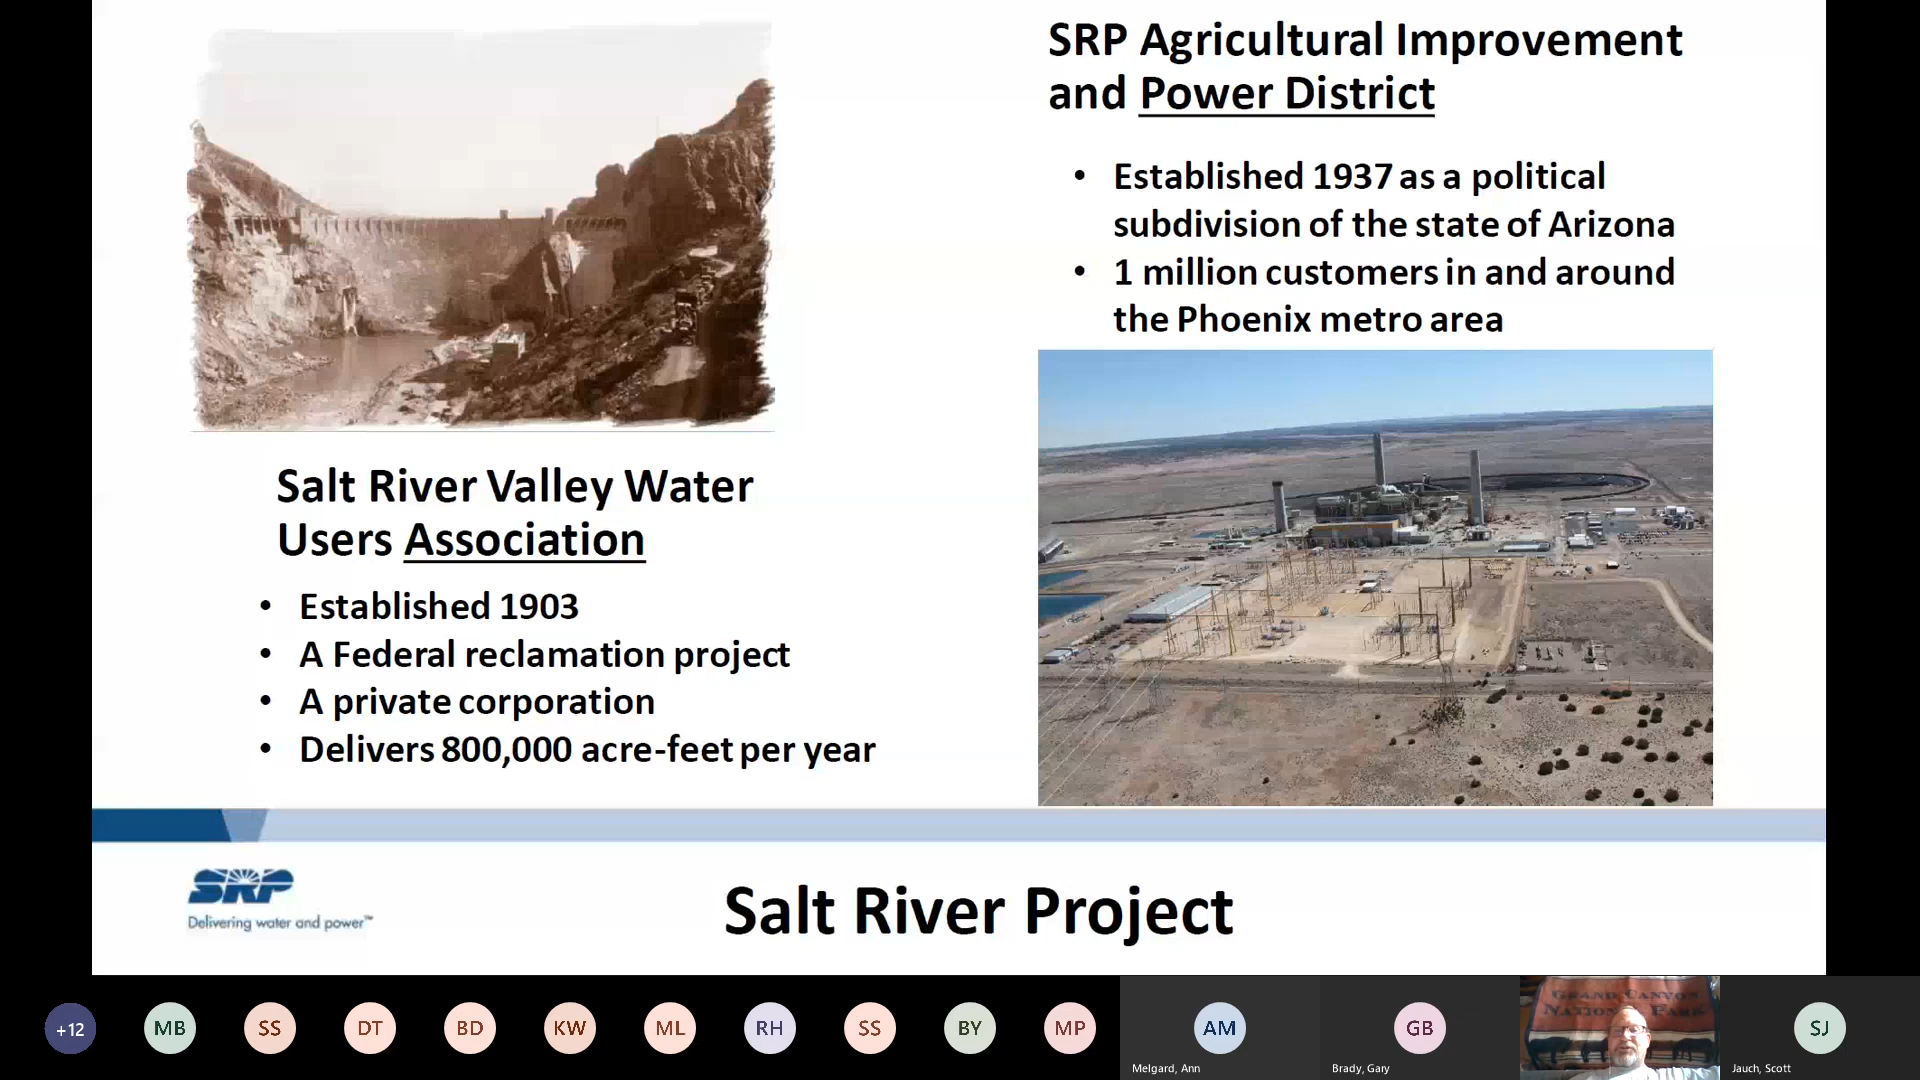 SRP Agricultural Improvement
and Power District
• Established 1937 as a political
subdivision of the state of Arizona
• 1 million customers in and around
the Phoenix metro area
Salt River Valley Water
Users Association
• Established 1903
• A Federal reclamation project
• A private corporation
• Delivers 800,000 acre-feet per year
SRP
Delivering water and power™
Salt River Project
+12
MB
SS
DT
BD
KW
ML
RH
SS
BY
MP
AM
Melgard, Ann
GB
Brady, Gary
GRAND CANYON
NATIONAL PARK
SJ
Jauch, Scott